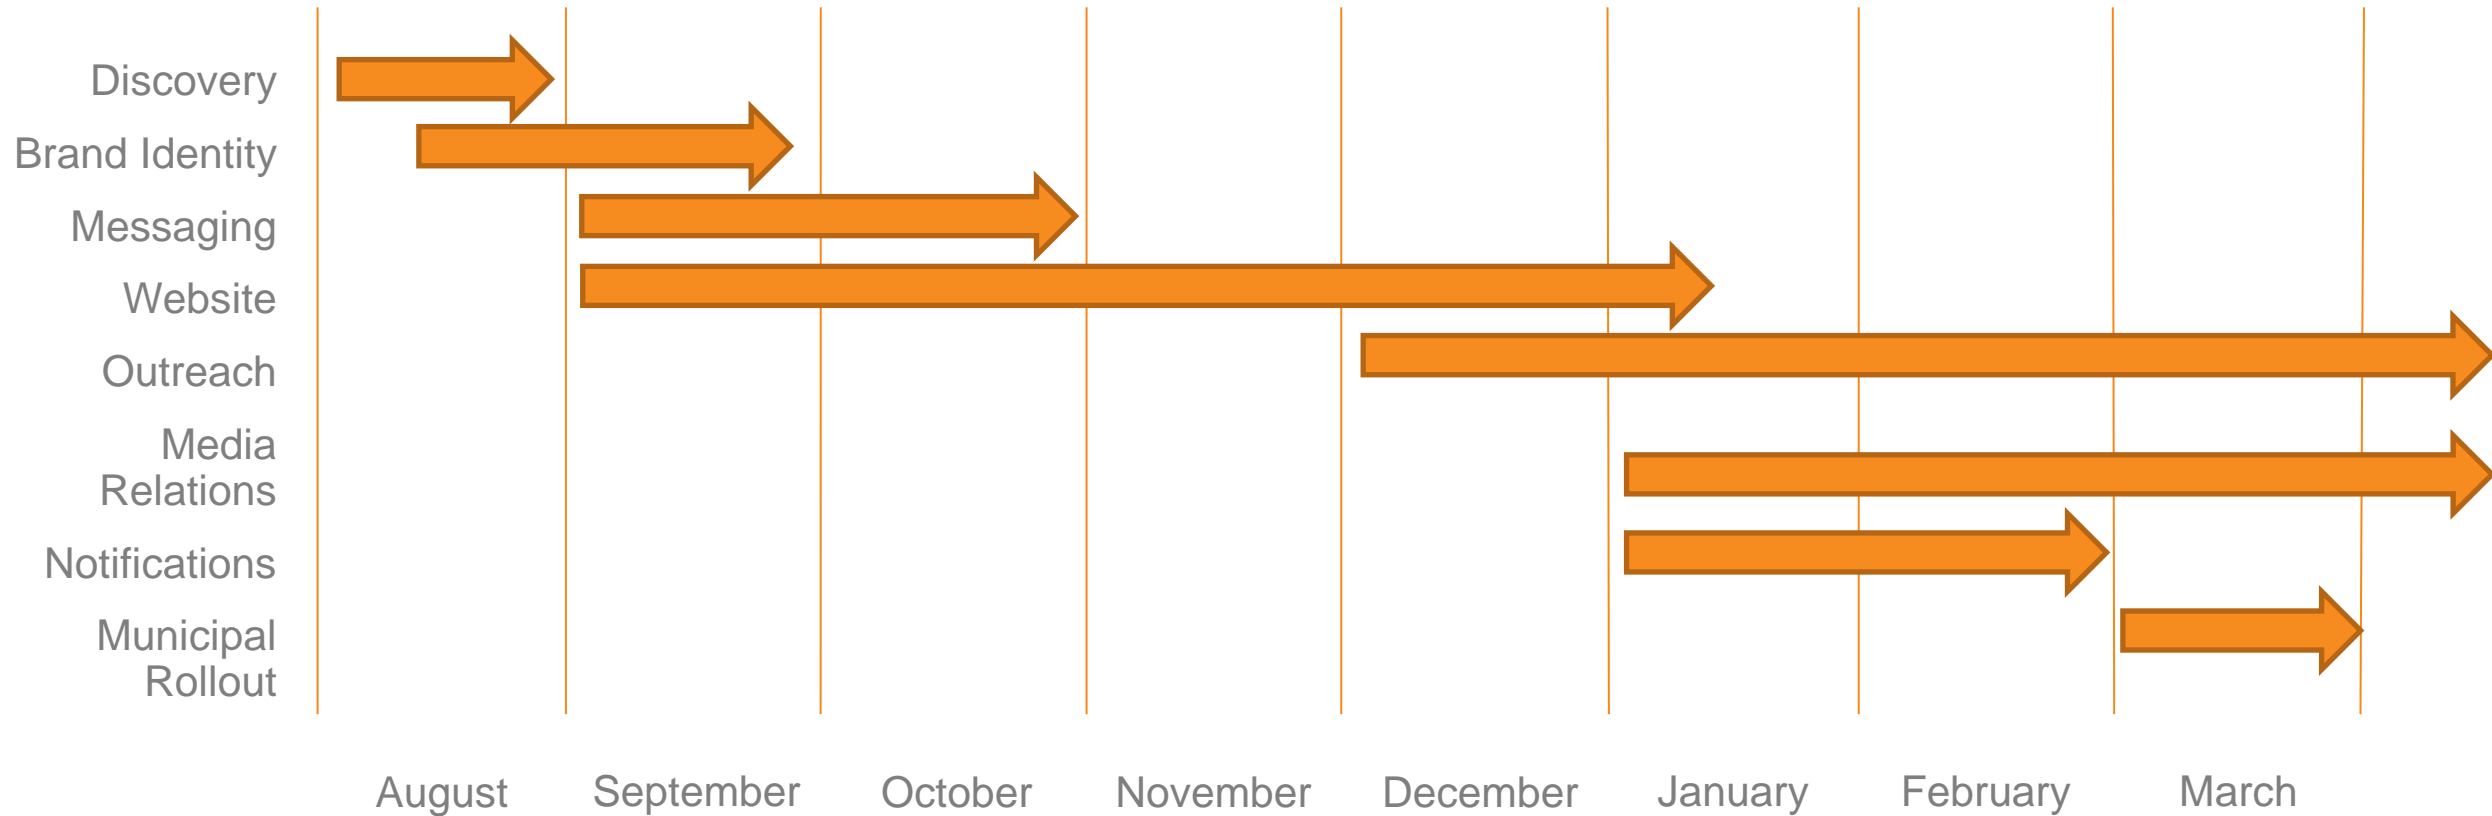 Discovery
Brand Identity
Messaging
Website
Outreach
Media
Relations
Notifications
Municipal
Rollout
August September October November December January February March